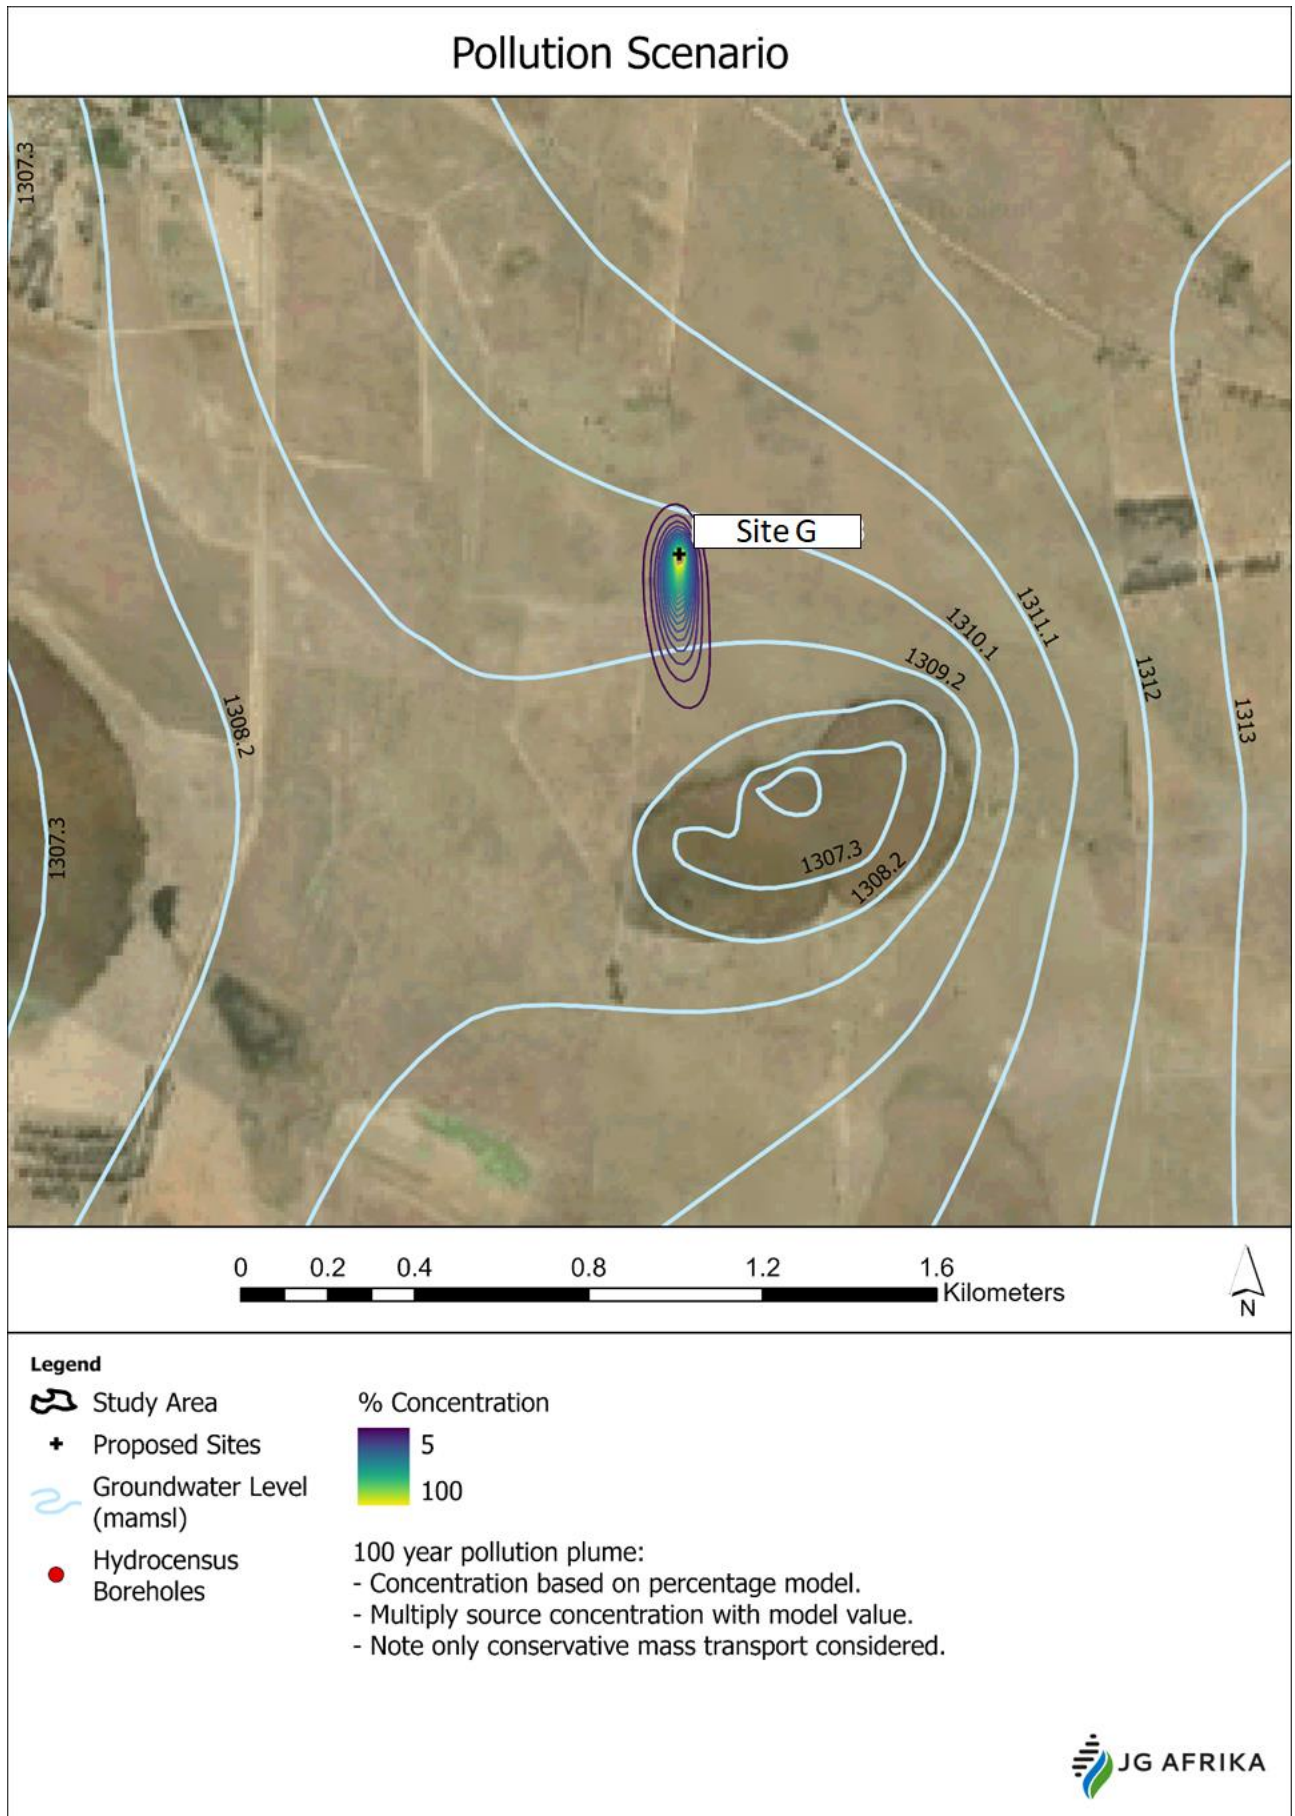 Pollution Scenario
1307.3
Site G
1311.1
1310.1
1309.2
1312
1313
1308.2
1307.3
1307.3
1308.2
0 0.2 0.4 0.8 1.2 1.6
Kilometers
N
Legend
Study Area
Proposed Sites
Groundwater Level
(mamsl)
Hydrocensus
Boreholes
% Concentration
5
100
100 year pollution plume:
- Concentration based on percentage model.
- Multiply source concentration with model value.
- Note only conservative mass transport considered.
JG AFRIKA